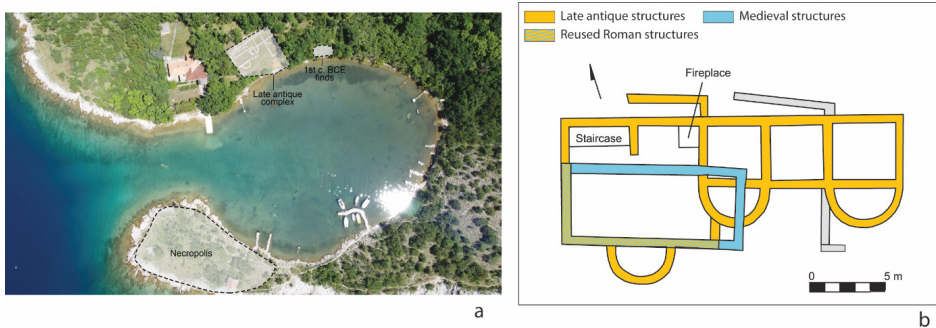 1st c. BCE
finds
Late antique
complex
Necropolis
a
Late antique structures
Medieval structures
Reused Roman structures
Fireplace
Staircase
0
5 m
b